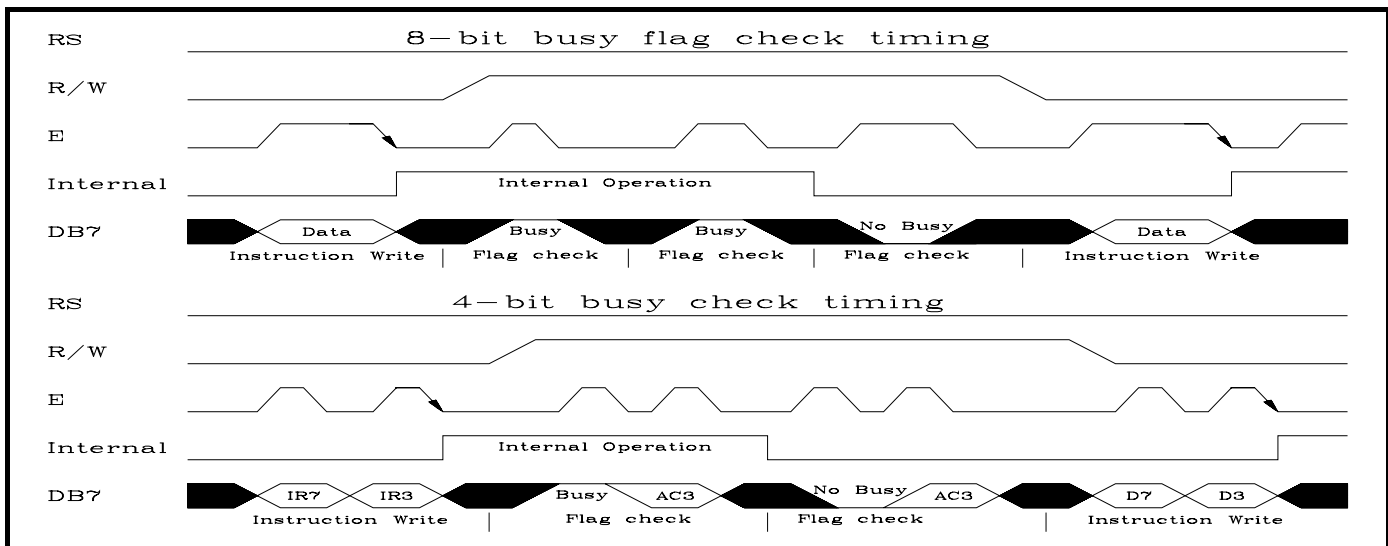 RS 8-bit busy flag check timing
R/W
E
Internal Internal Operation
DB7 Data Busy Busy No Busy Data
Instruction Write | Flag check | Flag check | Flag check | Instruction Write
RS 4-bit busy check timing
R/W
E
Internal Internal Operation
DB7 IR7 IR3 Busy AC3 No Busy AC3 D7 D3
Instruction Write | Flag check | Flag check | Instruction Write